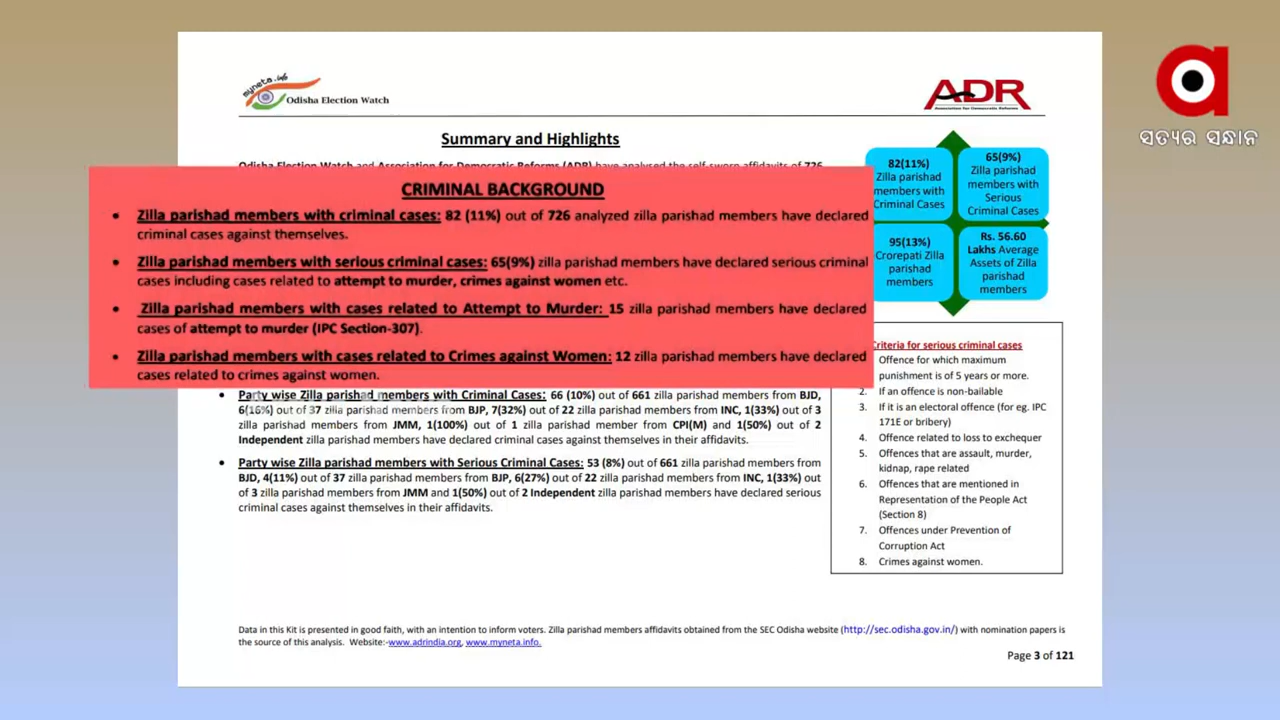 myneta.info
Odisha Election Watch
ADR
Association for Democratic Reforms
ସତ୍ୟର ସନ୍ଧାନ
Summary and Highlights
Odisha Election Watch and Association for Democratic Reforms (ADR) have analysed the self-sworn affidavits of 726
CRIMINAL BACKGROUND
• Zilla parishad members with criminal cases: 82 (11%) out of 726 analyzed zilla parishad members have declared
criminal cases against themselves.
• Zilla parishad members with serious criminal cases: 65(9%) zilla parishad members have declared serious criminal
cases including cases related to attempt to murder, crimes against women etc.
• Zilla parishad members with cases related to Attempt to Murder: 15 zilla parishad members have declared
cases of attempt to murder (IPC Section-307).
• Zilla parishad members with cases related to Crimes against Women: 12 zilla parishad members have declared
cases related to crimes against women.
• Party wise Zilla parishad members with Criminal Cases: 66 (10%) out of 661 zilla parishad members from BJD,
6(16%) out of 37 zilla parishad members from BJP, 7(32%) out of 22 zilla parishad members from INC, 1(33%) out of 3
zilla parishad members from JMM, 1(100%) out of 1 zilla parishad member from CPI(M) and 1(50%) out of 2
Independent zilla parishad members have declared criminal cases against themselves in their affidavits.
• Party wise Zilla parishad members with Serious Criminal Cases: 53 (8%) out of 661 zilla parishad members from
BJD, 4(11%) out of 37 zilla parishad members from BJP, 6(27%) out of 22 zilla parishad members from INC, 1(33%) out
of 3 zilla parishad members from JMM and 1(50%) out of 2 Independent zilla parishad members have declared serious
criminal cases against themselves in their affidavits.
82(11%)
Zilla parishad
members with
Criminal Cases
65(9%)
Zilla parishad
members with
Serious
Criminal Cases
95(13%)
Crorepati Zilla
parishad
members
Rs. 56.60
Lakhs Average
Assets of Zilla
parishad
members
Criteria for serious criminal cases
Offence for which maximum
punishment is of 5 years or more.
2. If an offence is non-bailable
3. If it is an electoral offence (for eg. IPC
171E or bribery)
4. Offence related to loss to exchequer
5. Offences that are assault, murder,
kidnap, rape related
6. Offences that are mentioned in
Representation of the People Act
(Section 8)
7. Offences under Prevention of
Corruption Act
8. Crimes against women.
Data in this Kit is presented in good faith, with an intention to inform voters. Zilla parishad members affidavits obtained from the SEC Odisha website (http://sec.odisha.gov.in/) with nomination papers is
the source of this analysis. Website:-www.adrindia.org, www.myneta.info.
Page 3 of 121